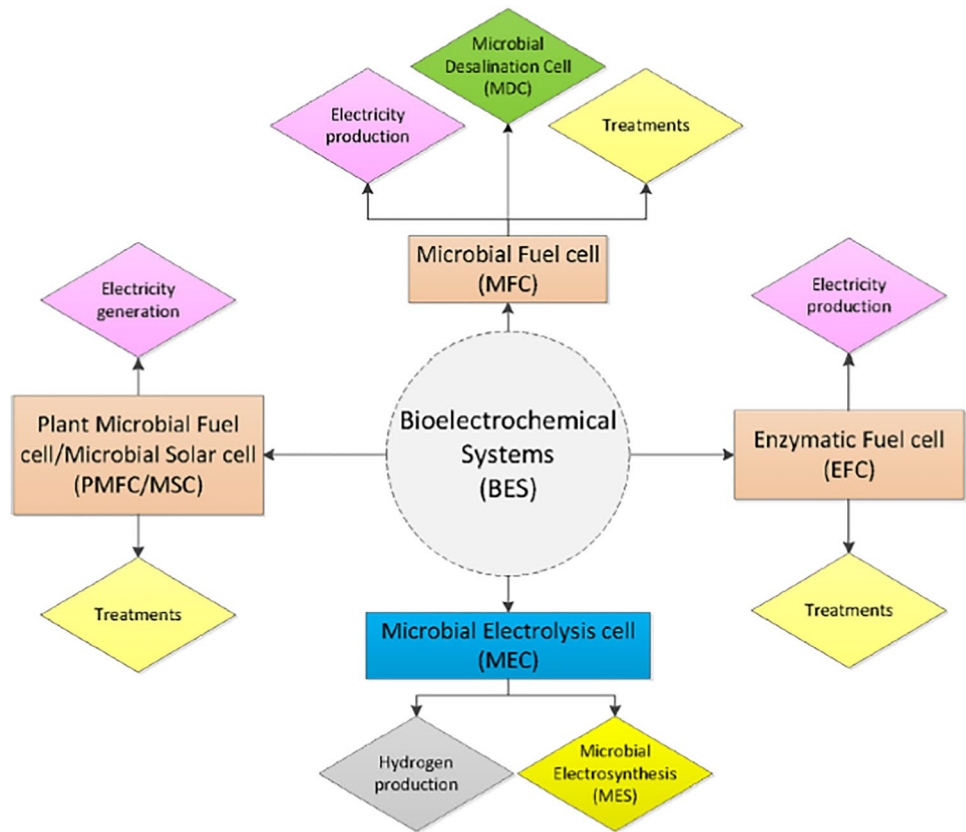 Microbial
Desalination Cell
(MDC)
Electricity
production
Treatments
Microbial Fuel cell
(MFC)
Electricity
generation
Electricity
production
Plant Microbial Fuel
cell/Microbial Solar cell
(PMFC/MSC)
Bioelectrochemical
Systems
(BES)
Enzymatic Fuel cell
(EFC)
Treatments
Treatments
Microbial Electrolysis cell
(MEC)
Hydrogen
production
Microbial
Electrosynthesis
(MES)